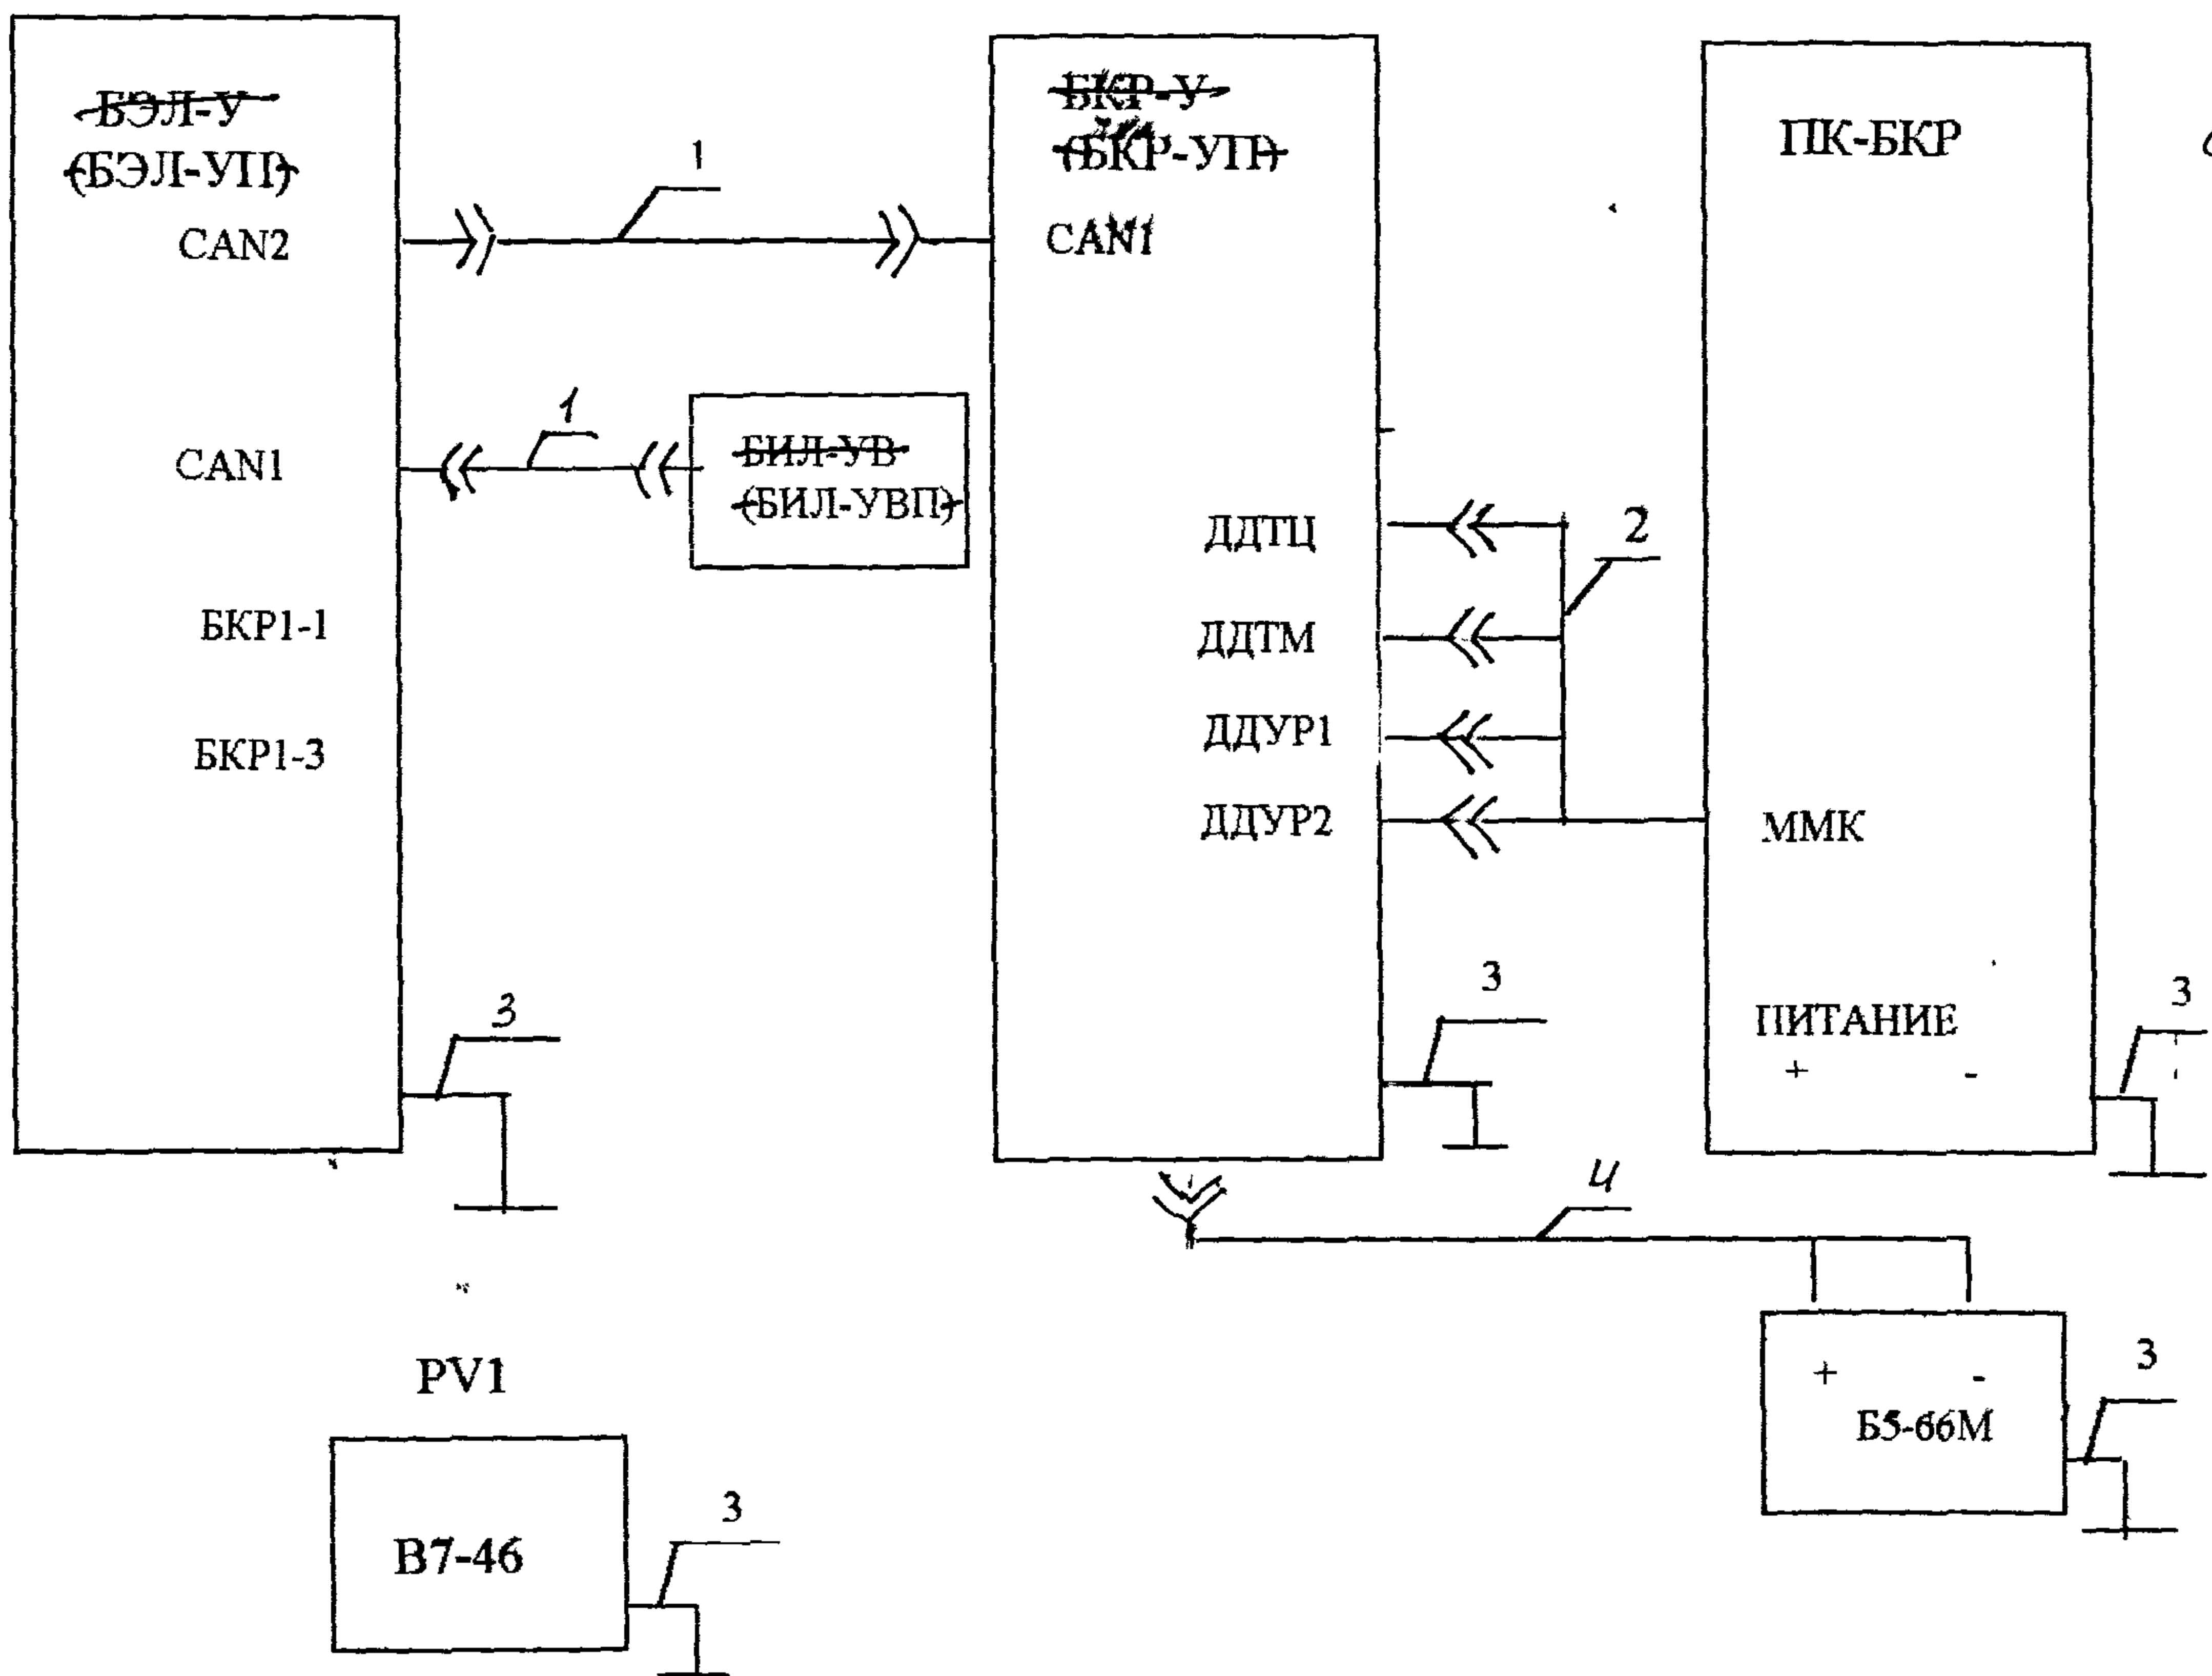 БЭЛ-У
(БЭЛ-УП)
CAN2
CAN1
БКР1-1
БКР1-3
3
1
1
БИЛ-УВ
(БИЛ-УВП)
БКР-У
(БКР-УП)
CAN1
ДДТЦ
ДДТМ
ДДУР1
ДДУР2
2
3
ПК-БКР
ММК
ПИТАНИЕ
+ -
3
4
+ -
Б5-66М
3
PV1
В7-46
3